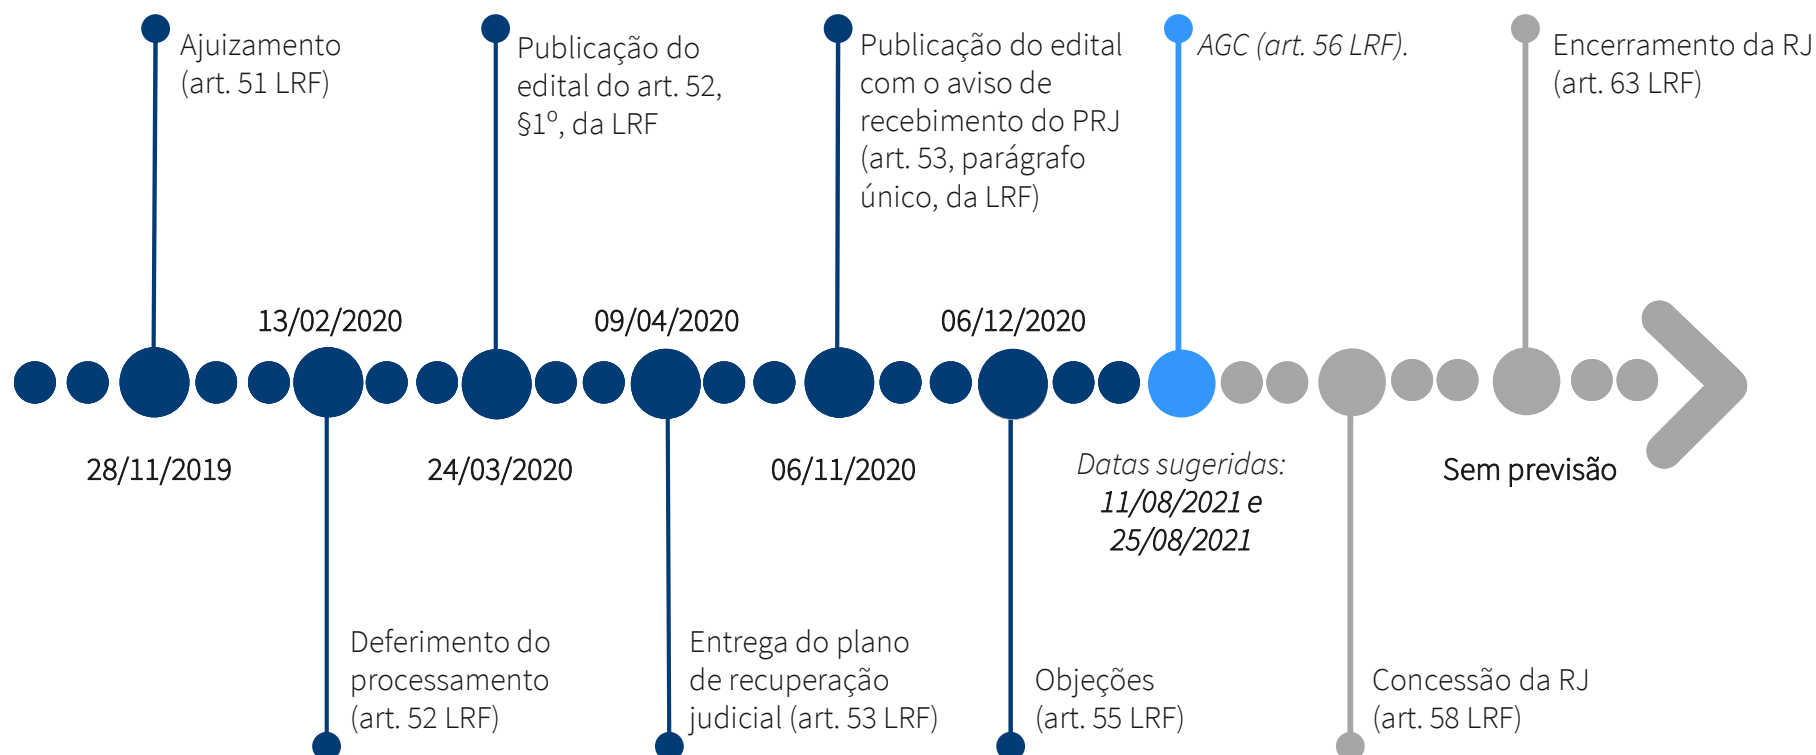 Ajuizamento
(art. 51 LRF)
Publicação do
edital do art. 52,
§1º, da LRF
Publicação do edital
com o aviso de
recebimento do PRJ
(art. 53, parágrafo
único, da LRF)
AGC (art. 56 LRF).
Encerramento da RJ
(art. 63 LRF)
13/02/2020
09/04/2020
06/12/2020
28/11/2019
24/03/2020
06/11/2020
Datas sugeridas:
11/08/2021 e
25/08/2021
Sem previsão
Deferimento do
processamento
(art. 52 LRF)
Entrega do plano
de recuperação
judicial (art. 53 LRF)
Objeções
(art. 55 LRF)
Concessão da RJ
(art. 58 LRF)